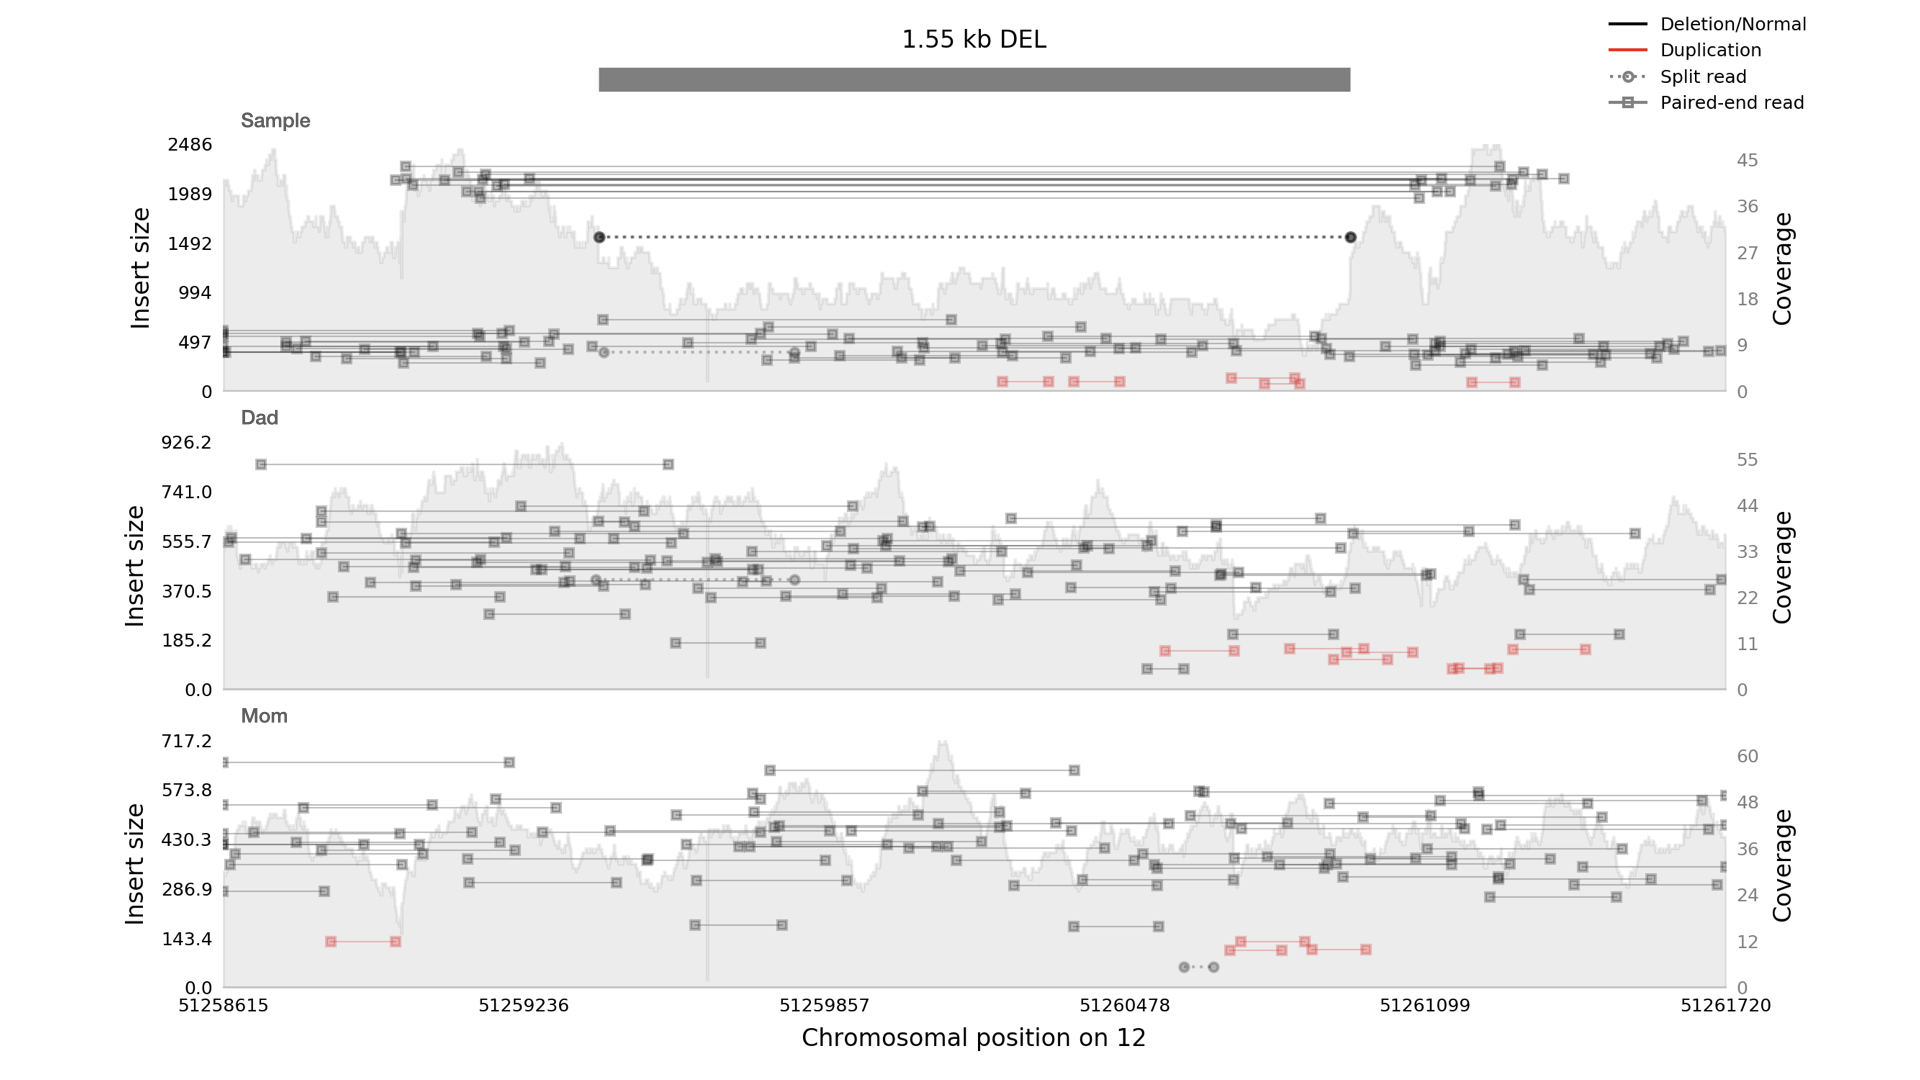 1.55 kb DEL
Deletion/Normal
Duplication
Split read
Paired-end read
Sample
2486
1989
1492
994
497
0
Insert size
45
36
27
18
9
0
Coverage
Dad
926.2
741.0
555.7
370.5
185.2
0.0
Insert size
55
44
33
22
11
0
Coverage
Mom
717.2
573.8
430.3
286.9
143.4
0.0
Insert size
60
48
36
24
12
0
Coverage
51258615 51259236 51259857 51260478 51261099 51261720
Chromosomal position on 12